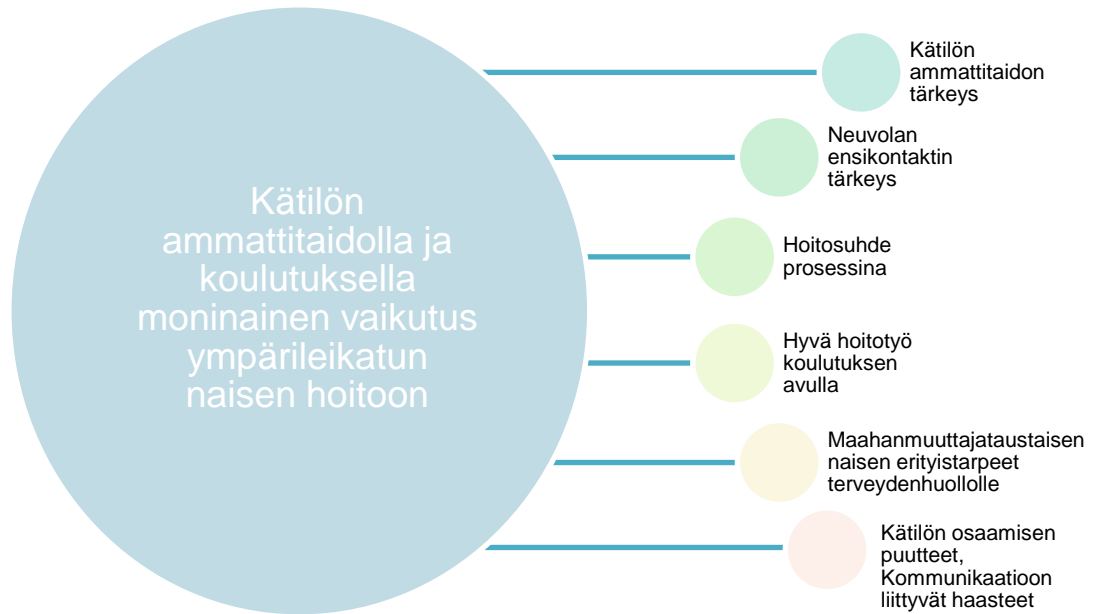 Kätilön
ammattitaidolla ja
koulutuksella
moninainen vaikutus
ympärileikatun
naisen hoitoon
Kätilön
ammattitaidon
tärkeys
Neuvolan
ensikontaktin
tärkeys
Hoitosuhde
prosessina
Hyvä hoitotyö
koulutuksen
avulla
Maahanmuuttajataustaisen
naisen erityistarpeet
terveydenhuollolle
Kätilön osaamisen
puutteet,
Kommunikaatioon
liittyvät haasteet